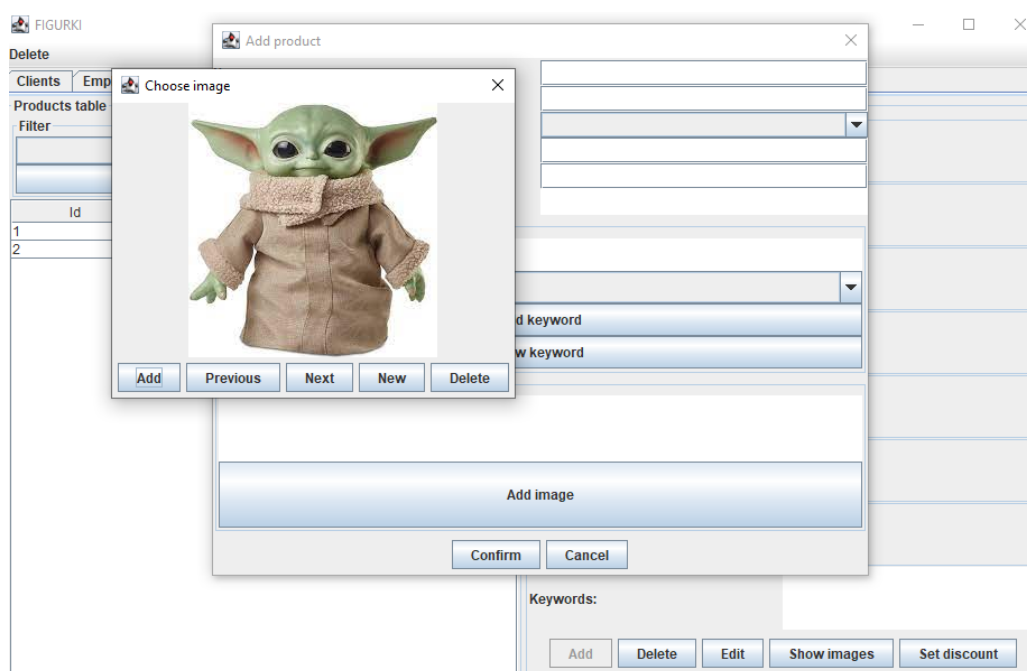 FIGURKI
Add product
Delete
Clients
Emp
Choose image
Products table
Filter
Id
1
2
d keyword
w keyword
Add
Previous
Next
New
Delete
Add image
Confirm
Cancel
Keywords:
Add
Delete
Edit
Show images
Set discount